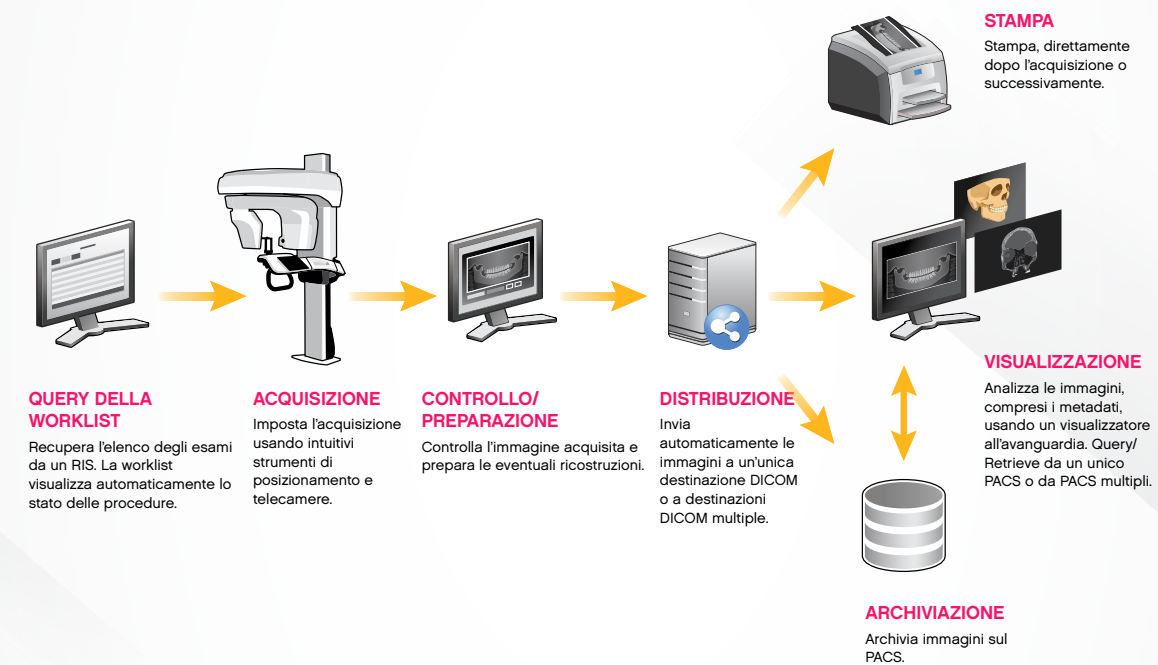 QUERY DELLA
WORKLIST
Recupera l'elenco degli esami
da un RIS. La worklist
visualizza automaticamente lo
stato delle procedure.
ACQUISIZIONE
Imposta l'acquisizione
usando intuitivi
strumenti di
posizionamento e
telecamere.
CONTROLLO/
PREPARAZIONE
Controlla l'immagine acquisita e
prepara le eventuali ricostruzioni.
DISTRIBUZIONE
Invia
automaticamente le
immagini a un'unica
destinazione DICOM
o a destinazioni
DICOM multiple.
STAMPA
Stampa, direttamente
dopo l'acquisizione o
successivamente.
VISUALIZZAZIONE
Analizza le immagini,
compresi i metadati,
usando un visualizzatore
all'avanguardia. Query/
Retrieve da un unico
PACS o da PACS multipli.
ARCHIVIAZIONE
Archivia immagini sul
PACS.